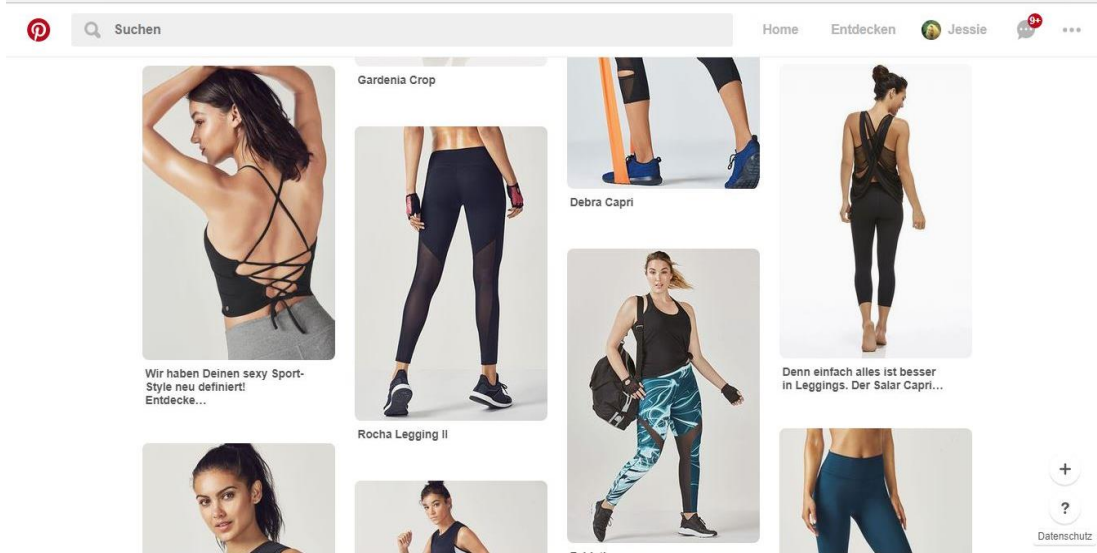 Suchen
Home
Entdecken
Jessie
9+
Wir haben Deinen sexy Sport-
Style neu definiert!
Entdecke…
Gardenia Crop
Rocha Legging II
Debra Capri
Denn einfach alles ist besser
in Leggings. Der Salar Capri…
?
Datenschutz